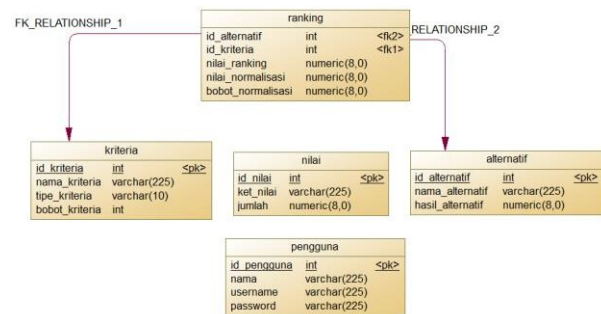 FK_RELATIONSHIP_1
RELATIONSHIP_2
ranking
id_alternatif int <fk2>
id_kriteria int <fk1>
nilai_ranking numeric(8,0)
nilai_normalisasi numeric(8,0)
bobot_normalisasi numeric(8,0)
kriteria
id_kriteria int <pk>
nama_kriteria varchar(225)
tipe_kriteria varchar(10)
bobot_kriteria int
nilai
id_nilai int <pk>
ket_nilai varchar(225)
jumlah numeric(8,0)
alternatif
id_alternatif int <pk>
nama_alternatif varchar(225)
hasil_alternatif numeric(8,0)
pengguna
id_pengguna int <pk>
nama varchar(225)
username varchar(225)
password varchar(225)